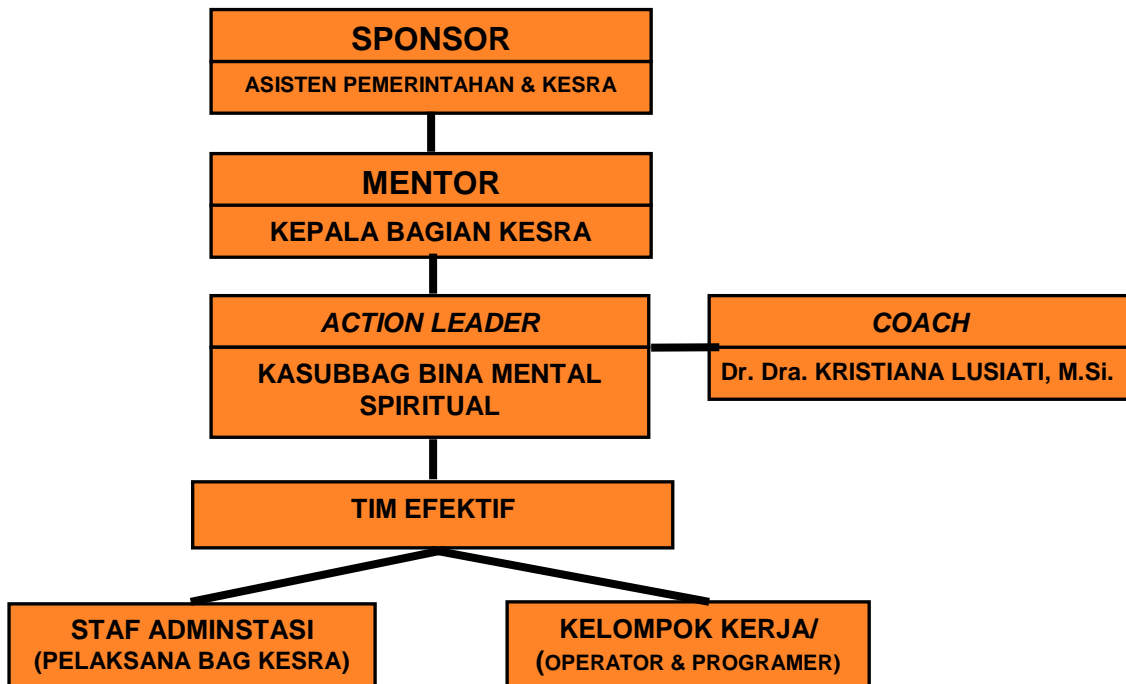 SPONSOR
ASISTEN PEMERINTAHAN & KESRA
MENTOR
KEPALA BAGIAN KESRA
ACTION LEADER
KASUBBAG BINA MENTAL
SPIRITUAL
COACH
Dr. Dra. KRISTIANA LUSIATI, M.Si.
TIM EFEKTIF
STAF ADMINSTASI
(PELAKSANA BAG KESRA)
KELOMPOK KERJA/
(OPERATOR & PROGRAMER)